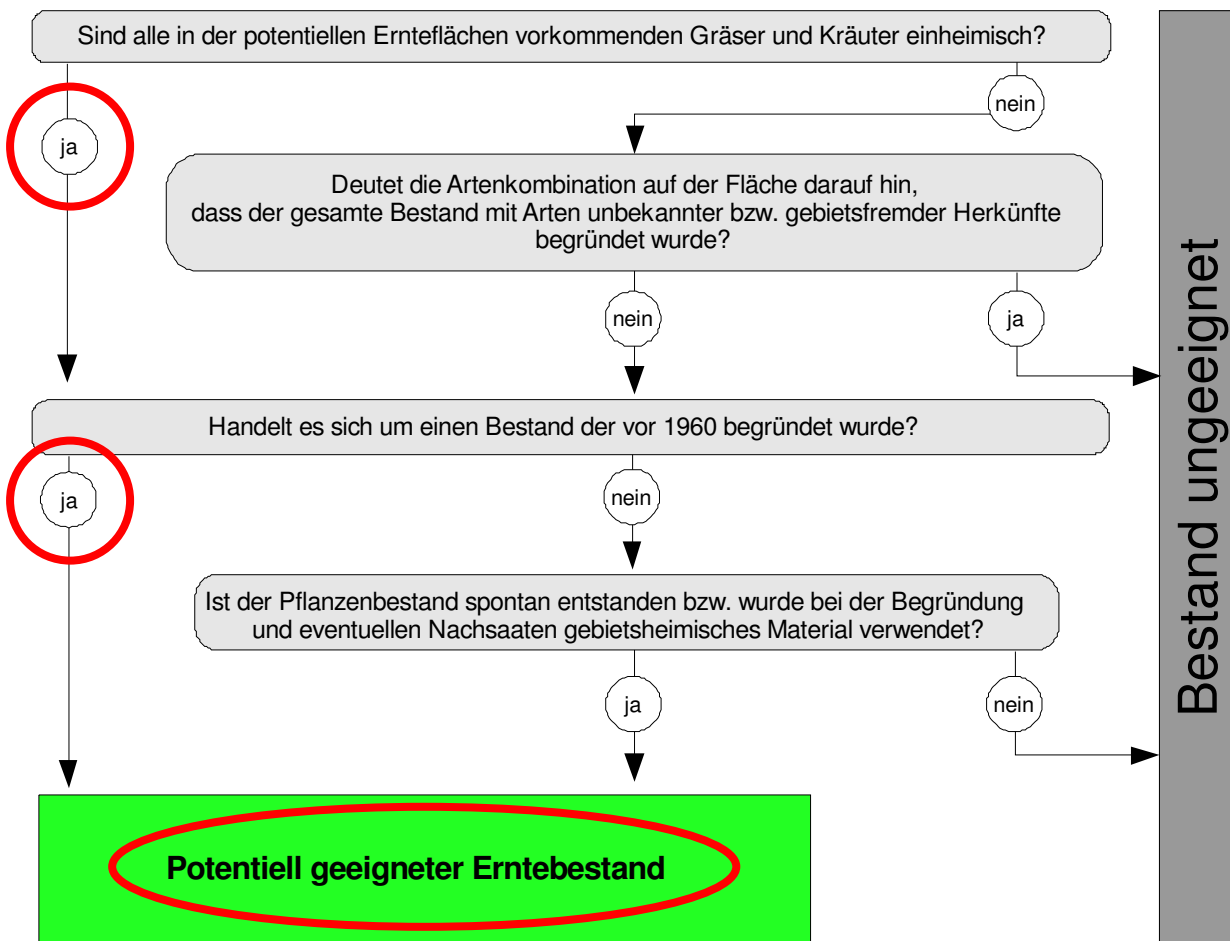 Sind alle in der potentiellen Ernteflächen vorkommenden Gräser und Kräuter einheimisch?
ja
nein
Deutet die Artenkombination auf der Fläche darauf hin,
dass der gesamte Bestand mit Arten unbekannter bzw. gebietsfremder Herkünfte
begründet wurde?
nein
ja
Handelt es sich um einen Bestand der vor 1960 begründet wurde?
ja
nein
Ist der Pflanzenbestand spontan entstanden bzw. wurde bei der Begründung
und eventuellen Nachsaaten gebietsheimisches Material verwendet?
ja
nein
Potentiell geeigneter Erntebestand
Bestand ungeeignet